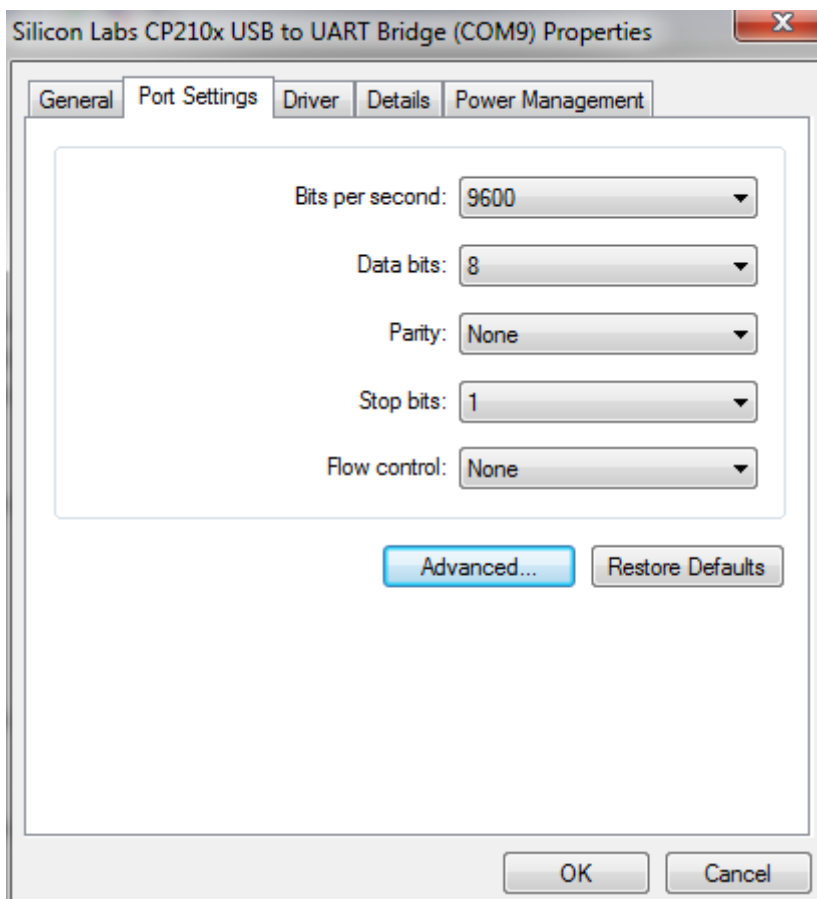 Silicon Labs CP210x USB to UART Bridge (COM9) Properties
General Port Settings Driver Details Power Management
Bits per second: 9600
Data bits: 8
Parity: None
Stop bits: 1
Flow control: None
Advanced... Restore Defaults
OK Cancel